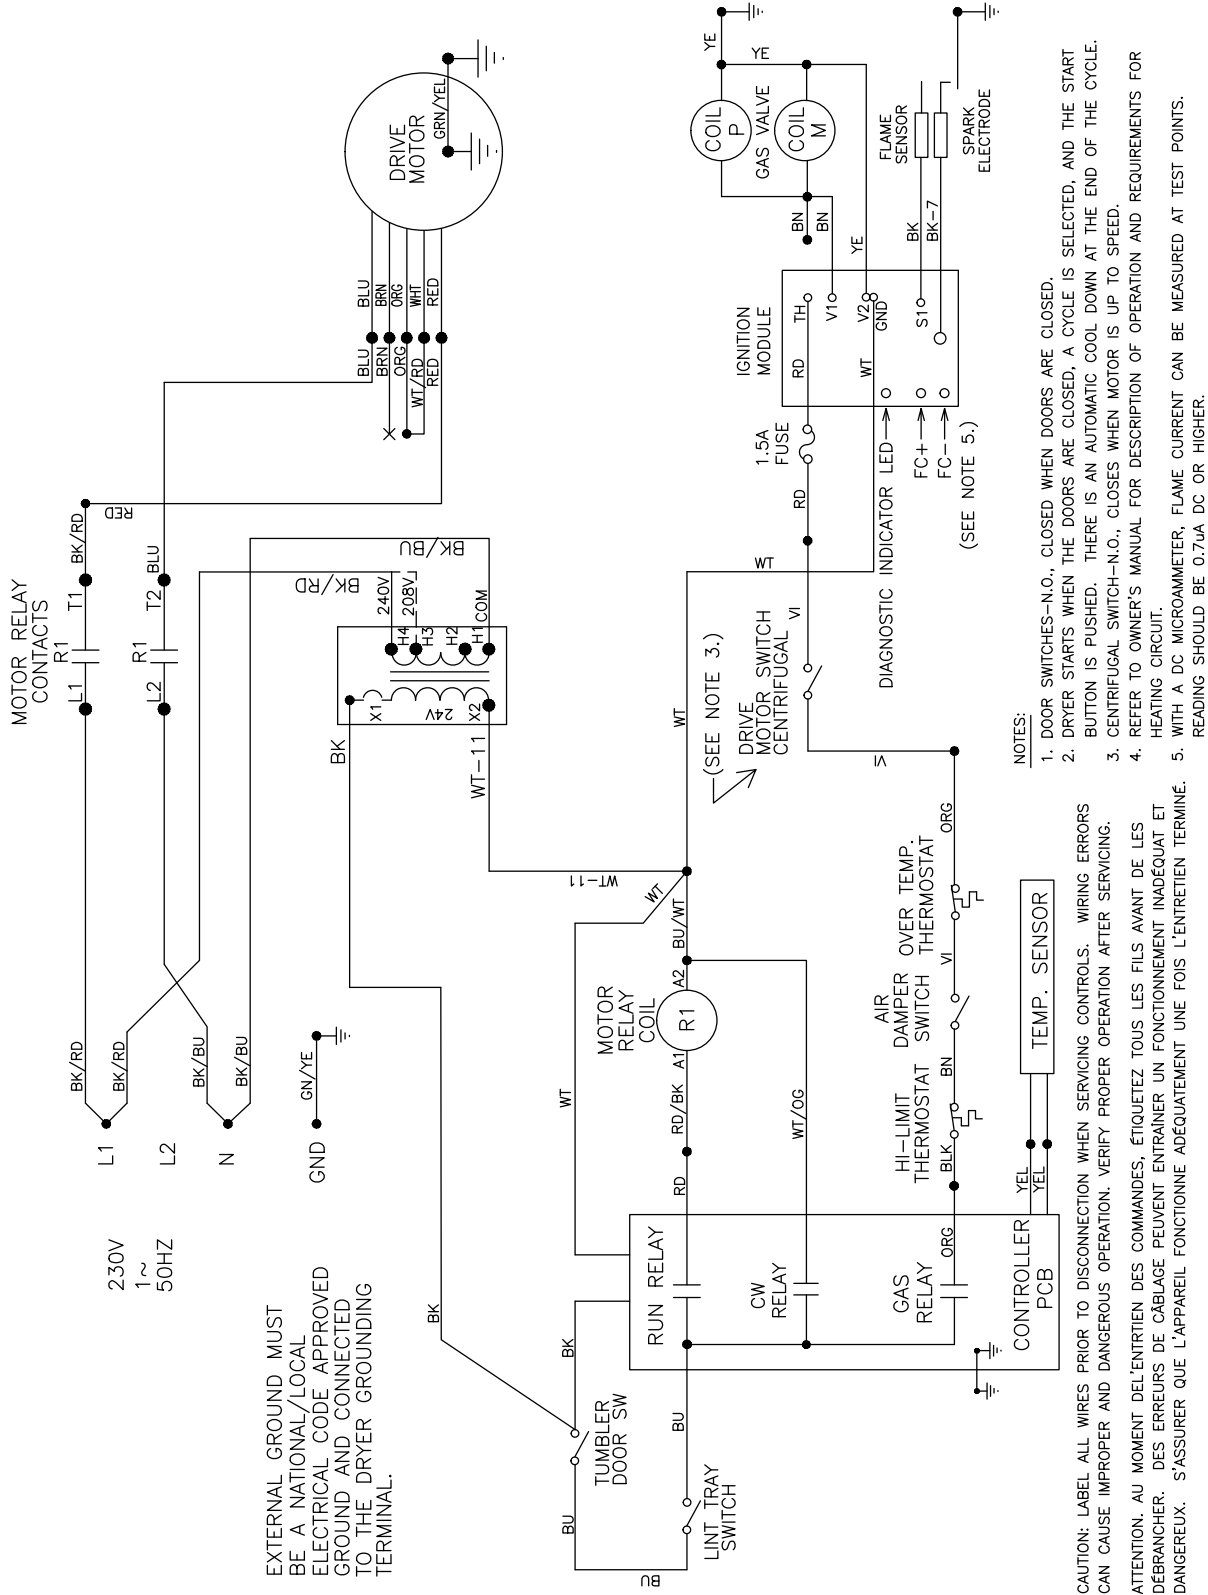 MOTOR RELAY
CONTACTS
R1
L1
T1
BK/RD
RED
R1
L2
T2
BLU
BLU
BLU
BRN
BRN
ORG
ORG
WT/RD
WHT
RED
RED
DRIVE
MOTOR
GRN/YEL
L1
BK/RD
BK/RD
L2
N
BK/BU
BK/BU
GND
GN/YE
230V
1~
50HZ
EXTERNAL GROUND MUST
BE A NATIONAL/LOCAL
ELECTRICAL CODE APPROVED
GROUND AND CONNECTED
TO THE DRYER GROUNDING
TERMINAL.
BK
X1
24V
X2
WT-11
H4
H3
H2
H1
240V
208V
COM
BK/RD
BK/BU
BK
BK
TUMBLER
DOOR SW
BU
BU
LINT TRAY
SWITCH
BU
WT
WT
WT-11
BU/WT
WT
WT
MOTOR
RELAY
COIL
A1
R1
A2
RD/BK
RD
RUN RELAY
CW
RELAY
WT/OG
GAS
RELAY
ORG
CONTROLLER
PCB
BLK
HI-LIMIT
THERMOSTAT
BN
AIR
DAMPER
SWITCH
VI
OVER TEMP.
THERMOSTAT
ORG
VI
YEL
YEL
TEMP. SENSOR
(SEE NOTE 3.)
DRIVE
MOTOR SWITCH
CENTRIFUGAL
VI
RD
1.5A
FUSE
RD
IGNITION
MODULE
TH
V1
V2
GND
WT
S1
DIAGNOSTIC INDICATOR LED
FC+
FC-
(SEE NOTE 5.)
BN
BN
YE
BK
BK-7
COIL
P
GAS VALVE
COIL
M
YE
YE
FLAME
SENSOR
SPARK
ELECTRODE
NOTES:
1. DOOR SWITCHES-N.O., CLOSED WHEN DOORS ARE CLOSED.
2. DRYER STARTS WHEN THE DOORS ARE CLOSED, A CYCLE IS SELECTED, AND THE START
BUTTON IS PUSHED. THERE IS AN AUTOMATIC COOL DOWN AT THE END OF THE CYCLE.
3. CENTRIFUGAL SWITCH-N.O., CLOSES WHEN MOTOR IS UP TO SPEED.
4. REFER TO OWNER'S MANUAL FOR DESCRIPTION OF OPERATION AND REQUIREMENTS FOR
HEATING CIRCUIT.
5. WITH A DC MICROAMMETER, FLAME CURRENT CAN BE MEASURED AT TEST POINTS.
READING SHOULD BE 0.7uA DC OR HIGHER.
CAUTION: LABEL ALL WIRES PRIOR TO DISCONNECTION WHEN SERVICING CONTROLS. WIRING ERRORS
CAN CAUSE IMPROPER AND DANGEROUS OPERATION. VERIFY PROPER OPERATION AFTER SERVICING.
ATTENTION. AU MOMENT DEL'ENTRTIEN DES COMMANDES, ÉTIQUETEZ TOUS LES FILS AVANT DE LES
DÉBRANCHER. DES ERREURS DE CÂBLAGE PEUVENT ENTRAÎNER UN FONCTIONNEMENT INADÉQUAT ET
DANGEREUX. S'ASSURER QUE L'APPAREIL FONCTIONNE ADÉQUATEMENT UNE FOIS L'ENTRETIEN TERMINÉ.